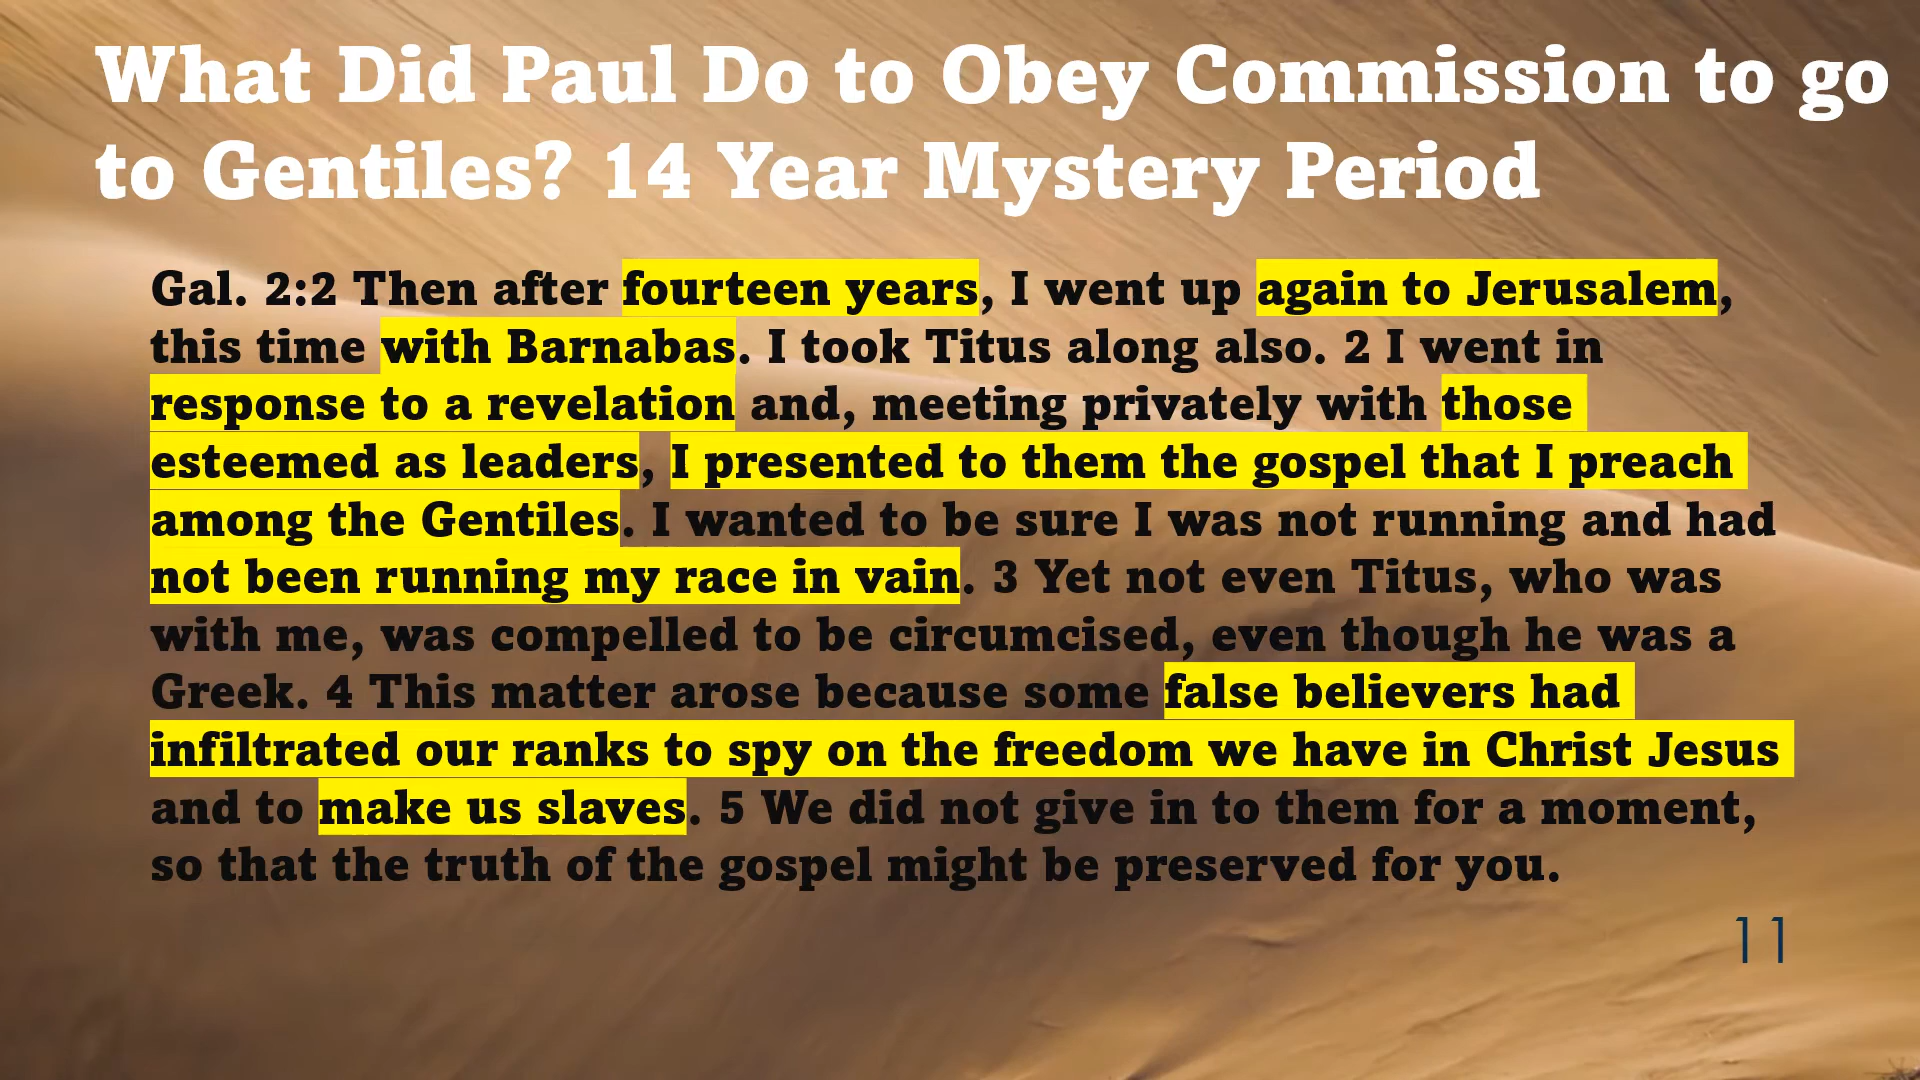 What Did Paul Do to Obey Commission to go
to Gentiles? 14 Year Mystery Period
Gal. 2:2 Then after fourteen years, I went up again to Jerusalem,
this time with Barnabas. I took Titus along also. 2 I went in
response to a revelation and, meeting privately with those
esteemed as leaders, I presented to them the gospel that I preach
among the Gentiles. I wanted to be sure I was not running and had
not been running my race in vain. 3 Yet not even Titus, who was
with me, was compelled to be circumcised, even though he was a
Greek. 4 This matter arose because some false believers had
infiltrated our ranks to spy on the freedom we have in Christ Jesus
and to make us slaves. 5 We did not give in to them for a moment,
so that the truth of the gospel might be preserved for you.
11